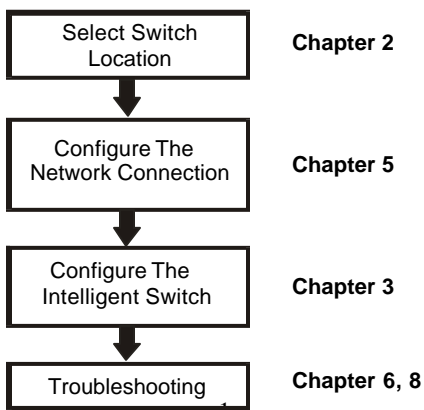 Select Switch
Location
Chapter 2
Configure The
Network Connection
Chapter 5
Configure The
Intelligent Switch
Chapter 3
Troubleshooting
Chapter 6, 8